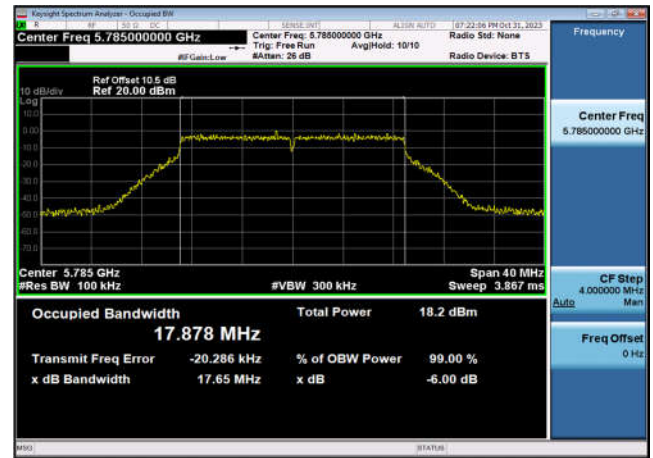 Keysight Spectrum Analyzer - Occupied BW
R RF 50 Ω DC SENSE:INT ALIGN AUTO 07:22:06 PM Oct 31, 2023
Center Freq 5.785000000 GHz
Center Freq: 5.785000000 GHz
Radio Std: None
Trig: Free Run Avg|Hold: 10/10
#IFGain:Low
#Atten: 26 dB
Radio Device: BTS
Frequency
Ref Offset 10.5 dB
10 dB/div Ref 20.00 dBm
Log
10.0
0.00
-10.0
-20.0
-30.0
-40.0
-50.0
-60.0
-70.0
Center Freq
5.785000000 GHz
Center 5.785 GHz Span 40 MHz
#Res BW 100 kHz #VBW 300 kHz Sweep 3.867 ms
CF Step
4.000000 MHz
Auto Man
Occupied Bandwidth Total Power 18.2 dBm
17.878 MHz
Freq Offset
0 Hz
Transmit Freq Error -20.286 kHz % of OBW Power 99.00 %
x dB Bandwidth 17.65 MHz x dB -6.00 dB
MSG STATUS